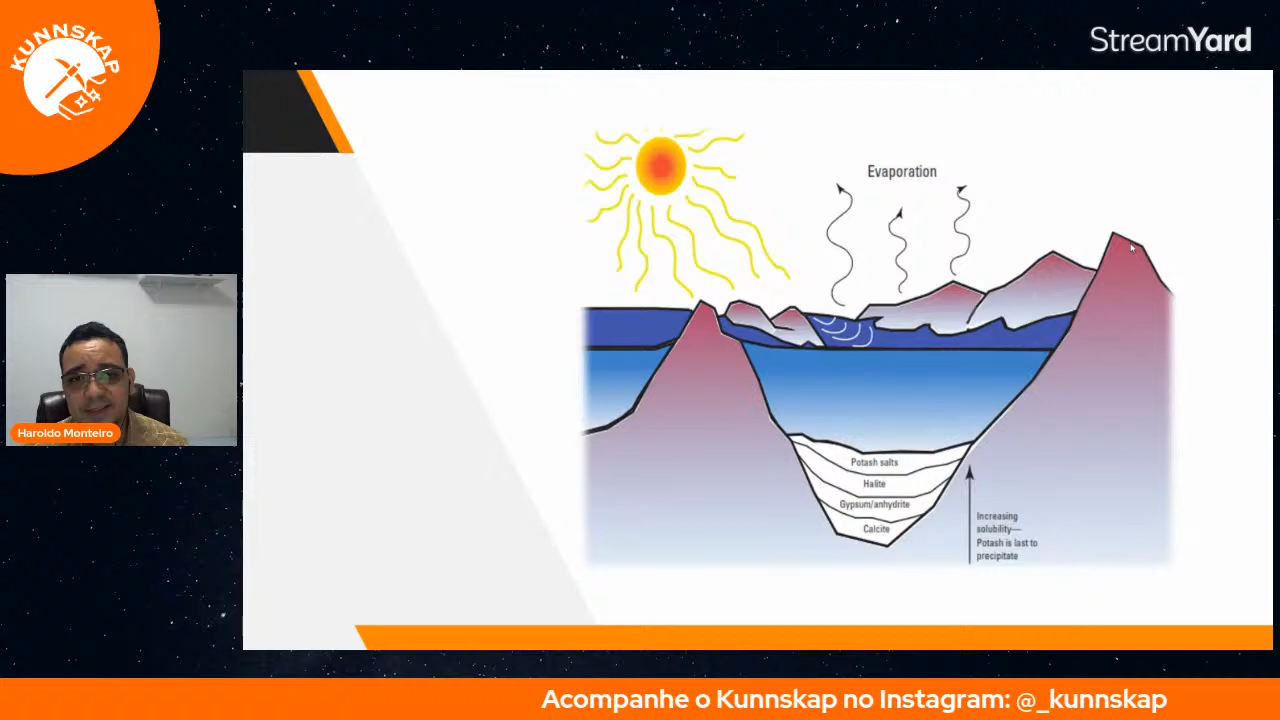 KUNNSKAP
StreamYard
Evaporation
Potash salts
Halite
Gypsum/anhydrite
Calcite
Increasing
solubility—
Potash is last to
precipitate
Haroldo Monteiro
Acompanhe o Kunnskap no Instagram: @_kunnskap